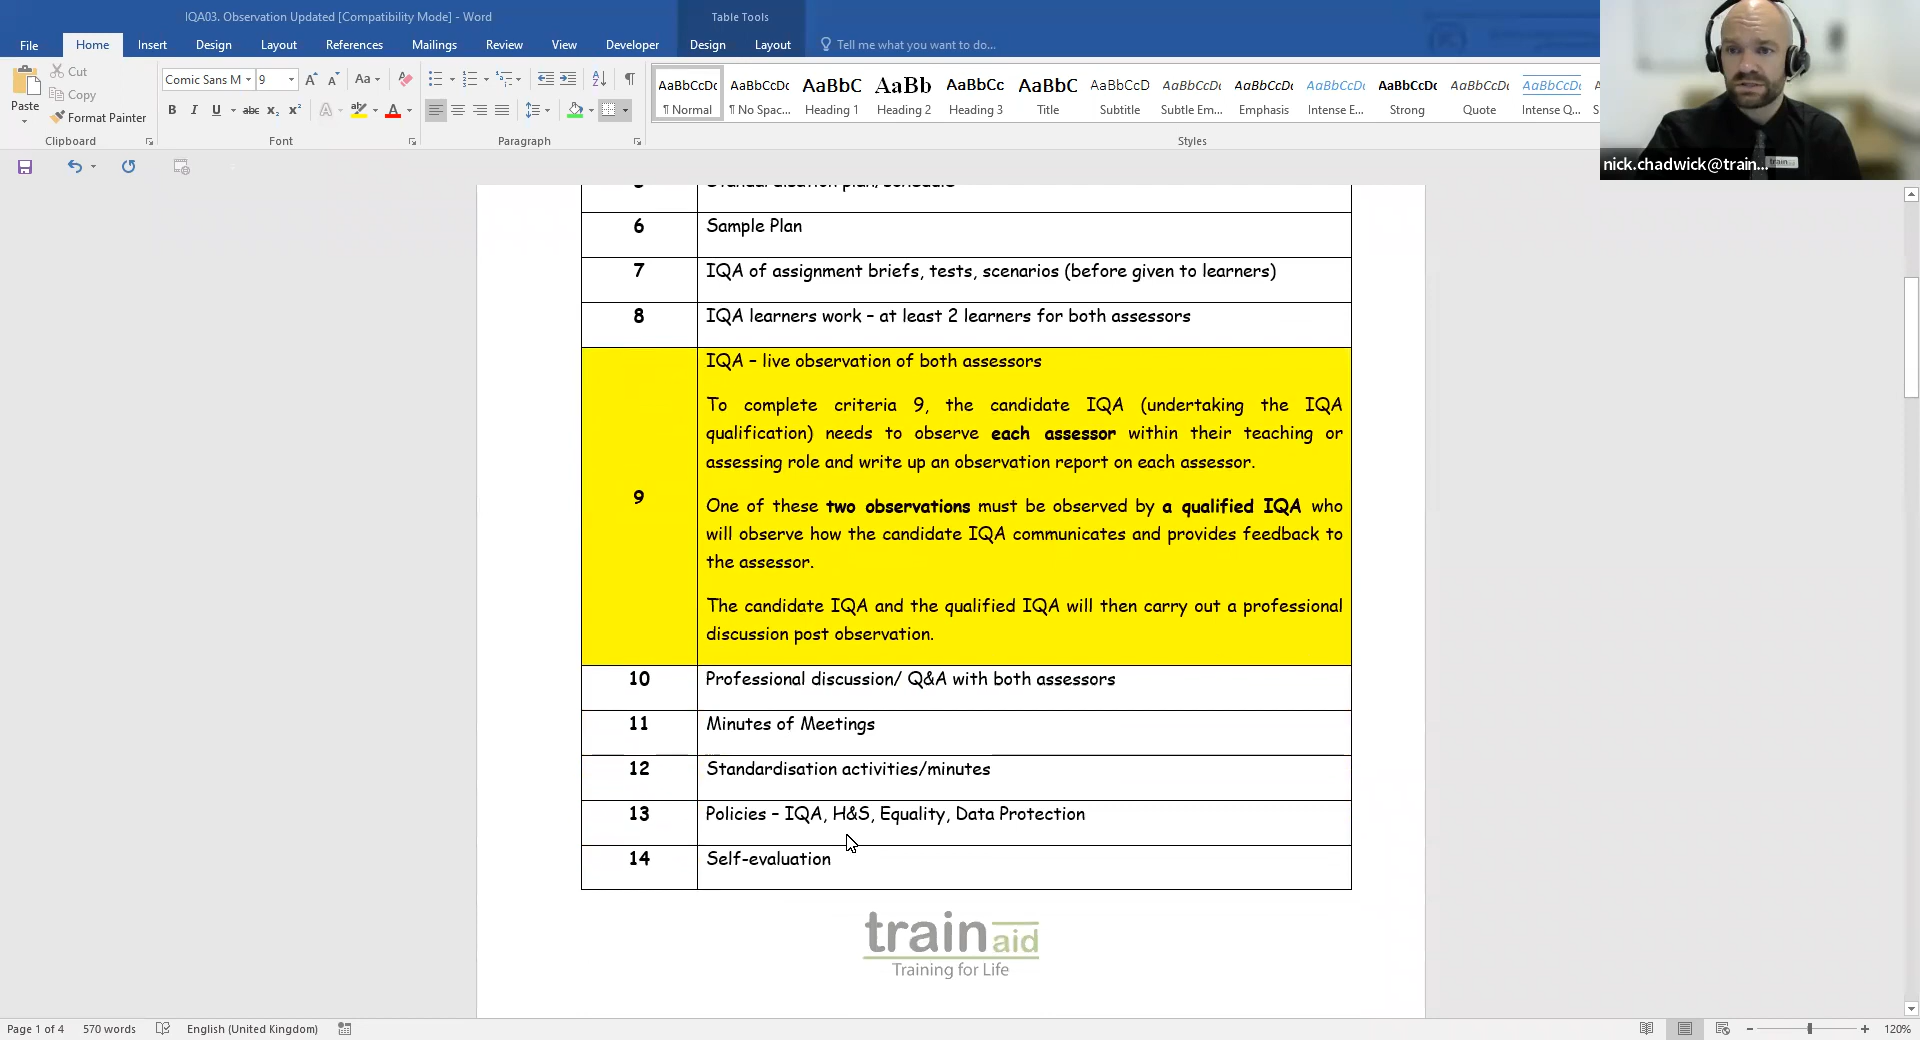 IQA03. Observation Updated [Compatibility Mode] - Word
Table Tools
File Home Insert Design Layout References Mailings Review View Developer Design Layout Tell me what you want to do...
Cut
Copy
Format Painter
Paste
Comic Sans M 9
AaBbCcDc AaBbCcDc AaBbC AaBb AaBbCc AaBbC AaBbCcD AaBbCcDc AaBbCcDc AaBbCcDc AaBbCcDc AaBbCcDc AaBbCcDc
¶ Normal ¶ No Spac... Heading 1 Heading 2 Heading 3 Title Subtitle Subtle Em... Emphasis Intense E... Strong Quote Intense Q...
Clipboard Font Paragraph Styles
nick.chadwick@train...
train
Standardisation plan/schedule
6 Sample Plan
7 IQA of assignment briefs, tests, scenarios (before given to learners)
8 IQA learners work – at least 2 learners for both assessors
9
IQA – live observation of both assessors
To complete criteria 9, the candidate IQA (undertaking the IQA
qualification) needs to observe each assessor within their teaching or
assessing role and write up an observation report on each assessor.
One of these two observations must be observed by a qualified IQA who
will observe how the candidate IQA communicates and provides feedback to
the assessor.
The candidate IQA and the qualified IQA will then carry out a professional
discussion post observation.
10 Professional discussion/ Q&A with both assessors
11 Minutes of Meetings
12 Standardisation activities/minutes
13 Policies – IQA, H&S, Equality, Data Protection
14 Self-evaluation
train aid
Training for Life
Page 1 of 4 570 words English (United Kingdom) 120%